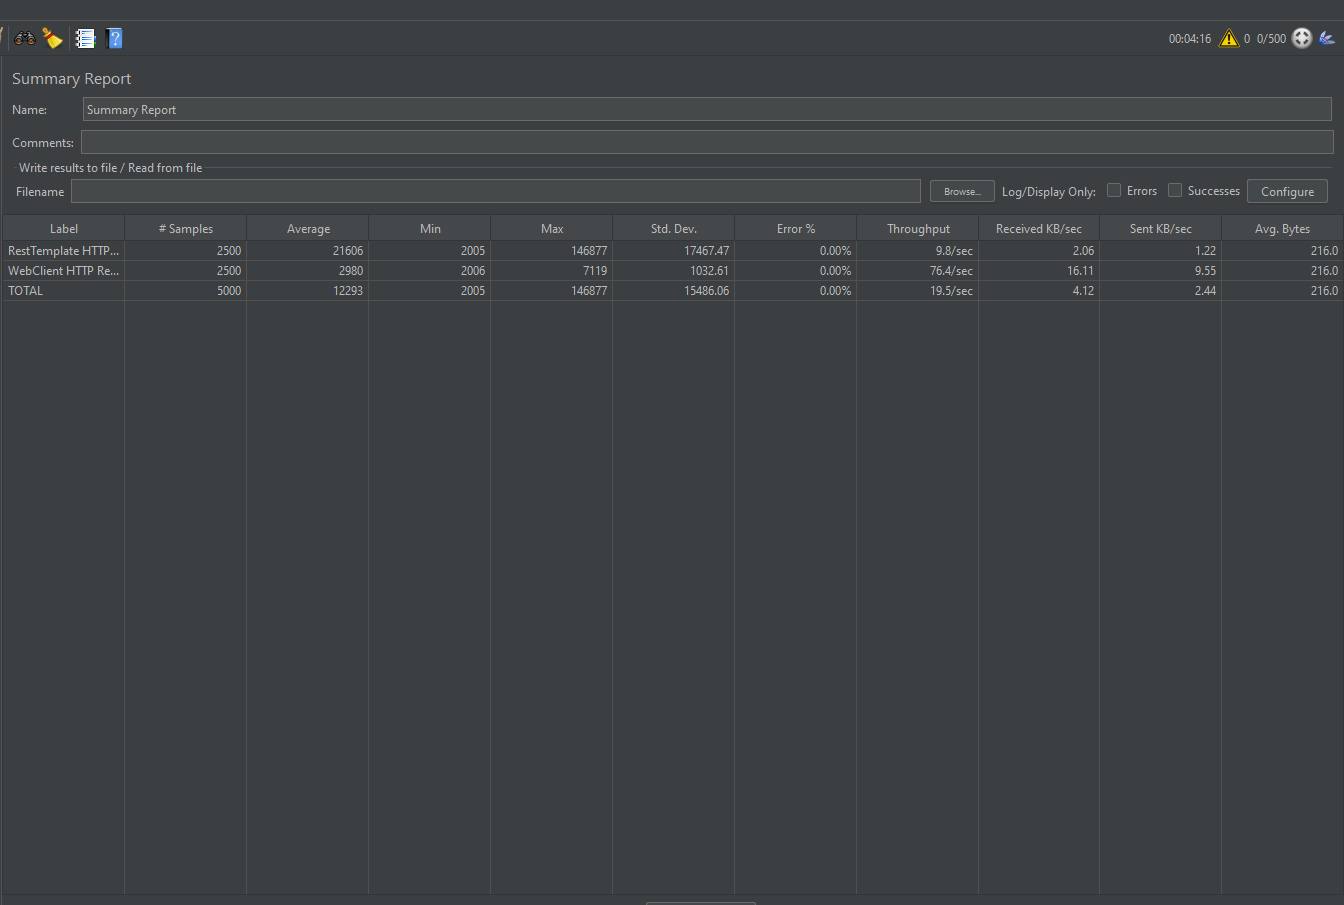 00:04:16 0 0/500
Summary Report
Name: Summary Report
Comments:
Write results to file / Read from file
Filename Browse... Log/Display Only: Errors Successes Configure
Label # Samples Average Min Max Std. Dev. Error % Throughput Received KB/sec Sent KB/sec Avg. Bytes
RestTemplate HTTP... 2500 21606 2005 146877 17467.47 0.00% 9.8/sec 2.06 1.22 216.0
WebClient HTTP Re... 2500 2980 2006 7119 1032.61 0.00% 76.4/sec 16.11 9.55 216.0
TOTAL 5000 12293 2005 146877 15486.06 0.00% 19.5/sec 4.12 2.44 216.0